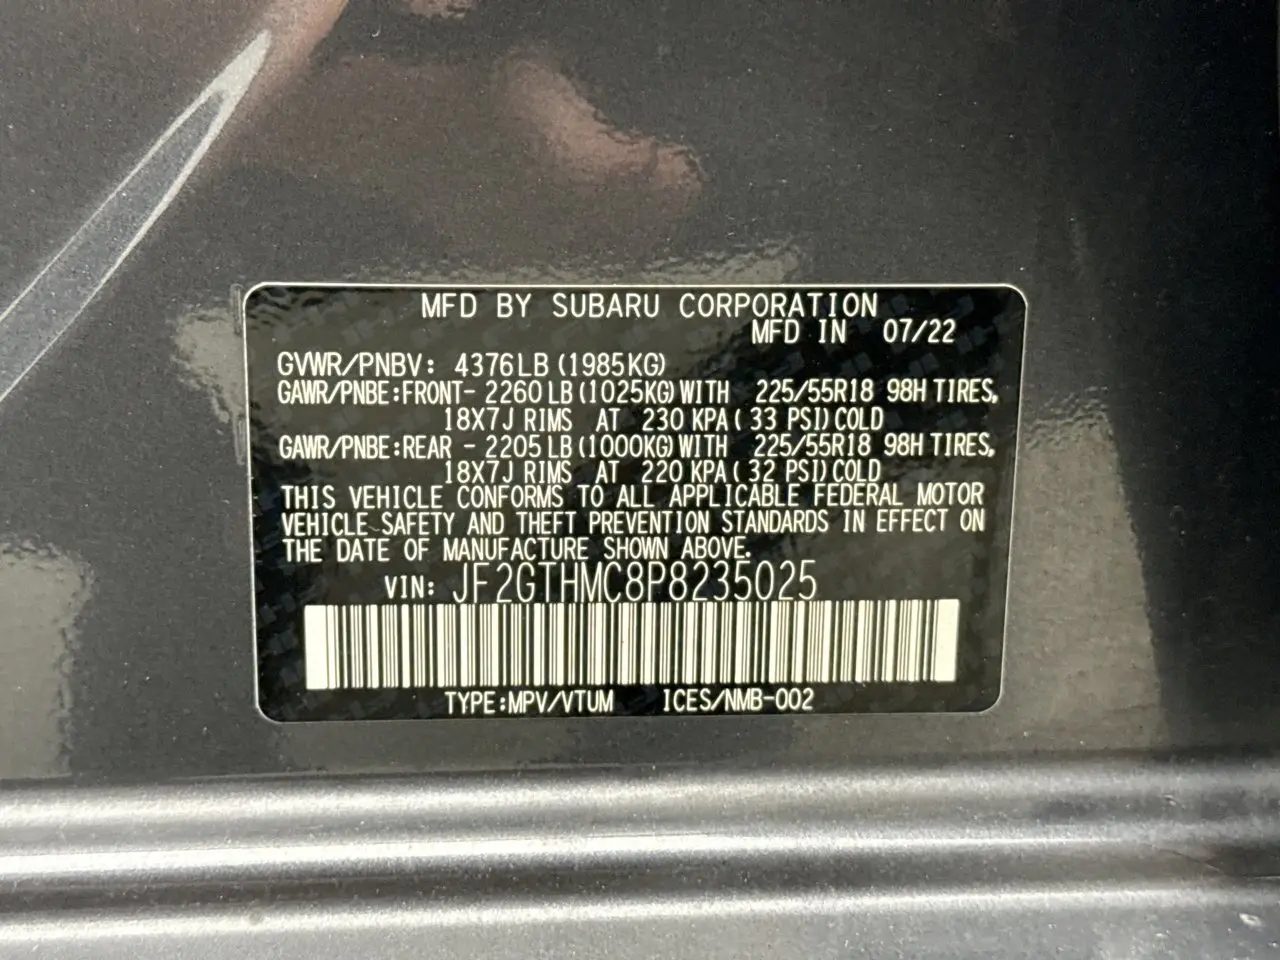 MFD BY SUBARU CORPORATION
MFD IN 07/22
GVWR/PNBV: 4376LB (1985KG)
GAWR/PNBE:FRONT- 2260LB (1025KG)WITH 225/55R18 98H TIRES,
18X7J RIMS AT 230 KPA( 33 PSI)COLD
GAWR/PNBE:REAR - 2205LB (1000KG)WITH 225/55R18 98H TIRES,
18X7J RIMS AT 220 KPA( 32 PSI)COLD
THIS VEHICLE CONFORMS TO ALL APPLICABLE FEDERAL MOTOR
VEHICLE SAFETY AND THEFT PREVENTION STANDARDS IN EFFECT ON
THE DATE OF MANUFACTURE SHOWN ABOVE.
VIN: JF2GTHMC8P8235025
TYPE:MPV/VTUM ICES/NMB-002